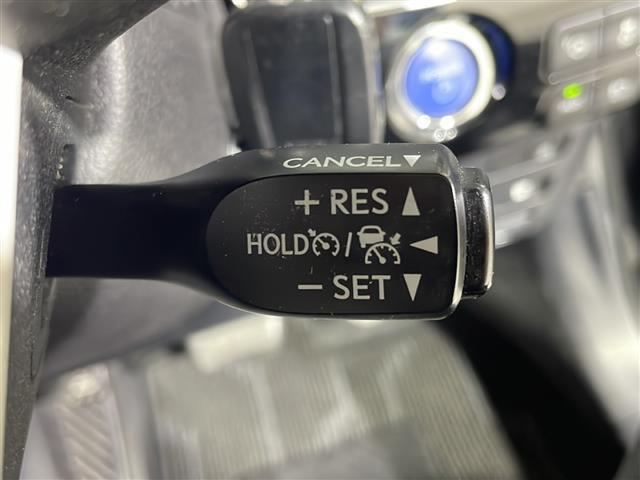 CANCEL▼
+ RES ▲
HOLD / ◄
− SET ▼